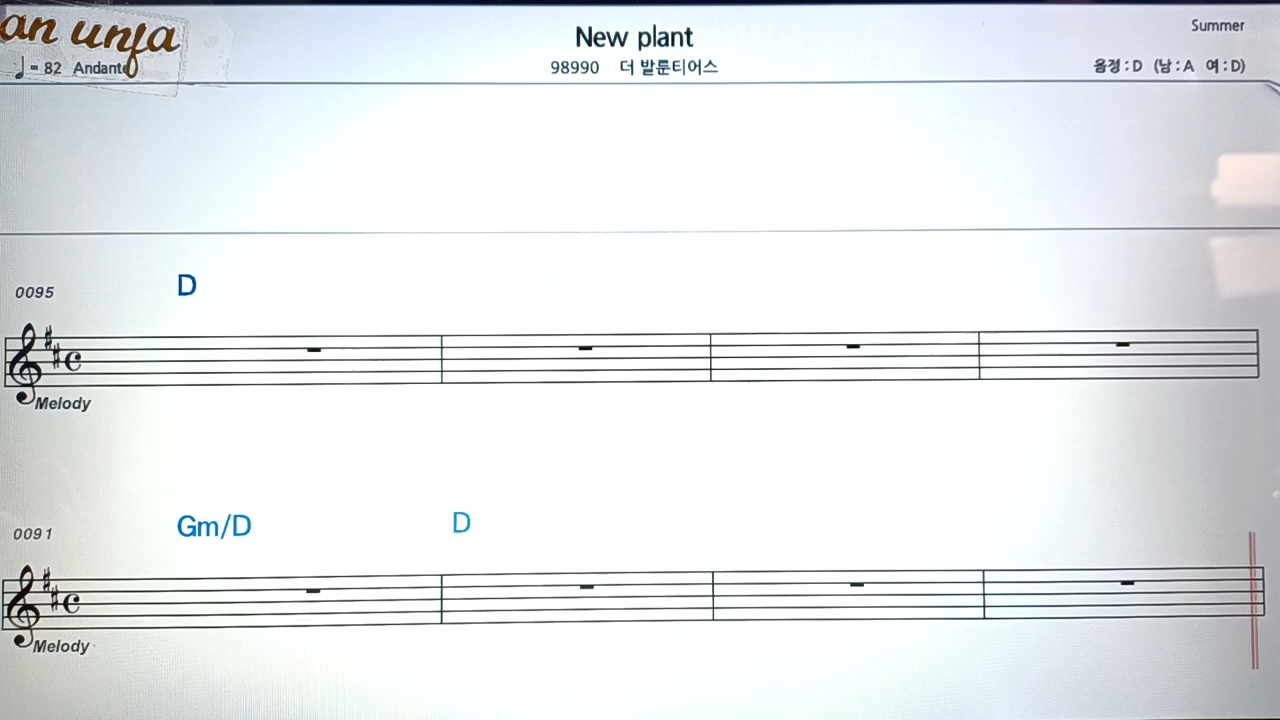 an unfa
New plant
Summer
♩= 82 Andante
98990 더 발룬티어스
음정 : D (남 : A 여 : D)
0095
D
Melody
0091
Gm/D
D
Melody